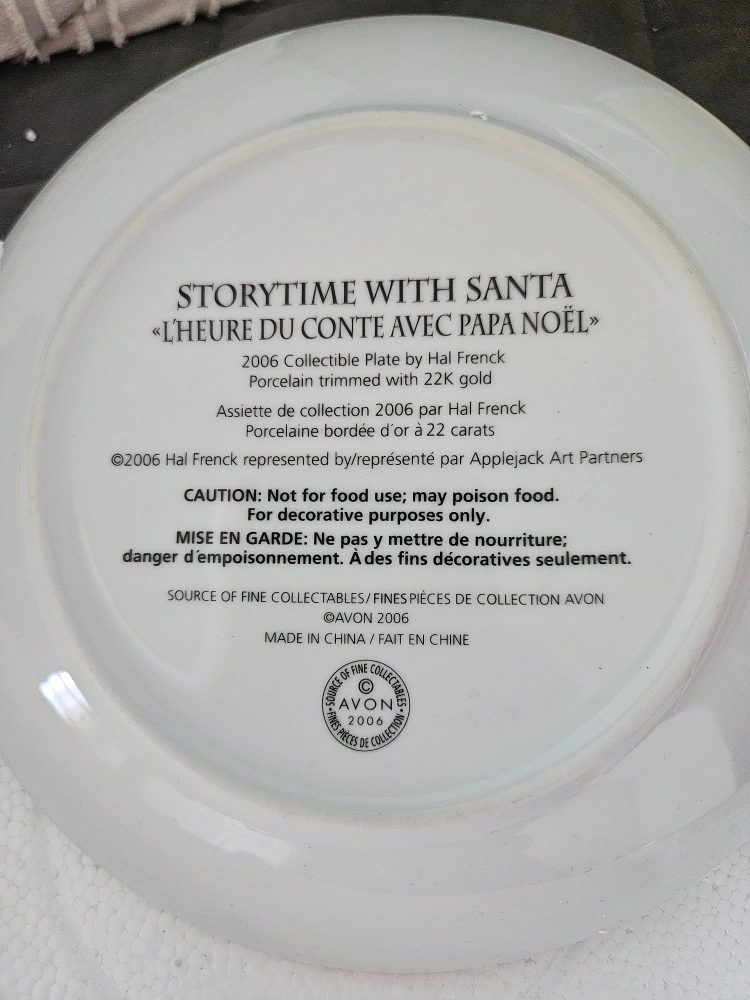 STORYTIME WITH SANTA
«L'HEURE DU CONTE AVEC PAPA NOËL»
2006 Collectible Plate by Hal Frenck
Porcelain trimmed with 22K gold
Assiette de collection 2006 par Hal Frenck
Porcelaine bordée d'or à 22 carats
©2006 Hal Frenck represented by/représenté par Applejack Art Partners
CAUTION: Not for food use; may poison food.
For decorative purposes only.
MISE EN GARDE: Ne pas y mettre de nourriture;
danger d'empoisonnement. À des fins décoratives seulement.
SOURCE OF FINE COLLECTABLES/FINES PIÈCES DE COLLECTION AVON
©AVON 2006
MADE IN CHINA / FAIT EN CHINE
SOURCE OF FINE COLLECTABLES
©
AVON
2006
• FINES PIÈCES DE COLLECTION •